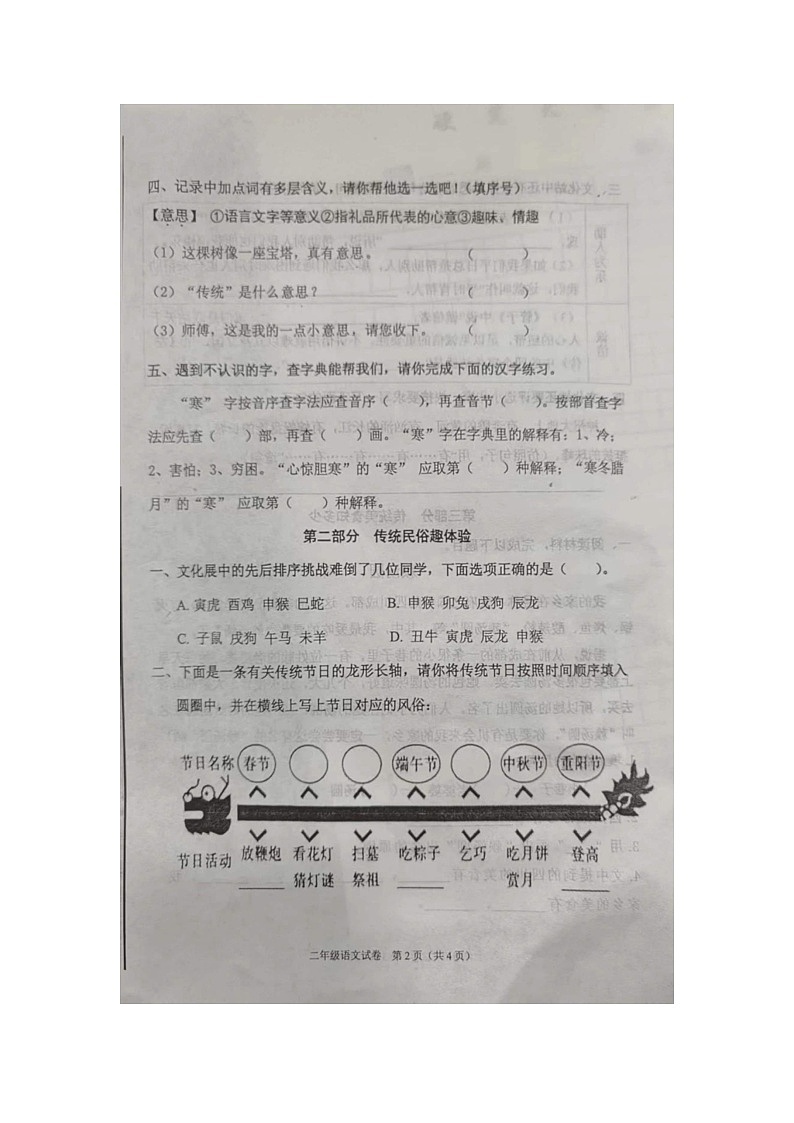 四、记录中加点词有多层含义，请你帮他选一选吧！（填序号）
【意思】 ①语言文字等意义②指礼品所代表的心意③趣味、情趣
（1）这棵树像一座宝塔，真有意思。 （ ）
（2）“传统”是什么意思？ （ ）
（3）师傅，这是我的一点小意思，请您收下。 （ ）
五、遇到不认识的字，查字典能帮我们，请你完成下面的汉字练习。
“寒” 字按音序查字法应查音序（ ），再查音节（ ）。按部首查字
法应先查（ ）部，再查（ ）画。“寒”字在字典里的解释有：1、冷；
2、害怕；3、穷困。“心惊胆寒”的“寒” 应取第（ ）种解释；“寒冬腊
月”的“寒” 应取第（ ）种解释。
第二部分 传统民俗趣体验
一、文化展中的先后排序挑战难倒了几位同学，下面选项正确的是（ ）。
A. 寅虎 酉鸡 申猴 巳蛇 B. 申猴 卯兔 戌狗 辰龙
C. 子鼠 戌狗 午马 未羊 D. 丑牛 寅虎 辰龙 申猴
二、下面是一条有关传统节日的龙形长轴，请你将传统节日按照时间顺序填入
圆圈中，并在横线上写上节日对应的风俗：
节日名称 春节 端午节 中秋节 重阳节
节日活动 放鞭炮 看花灯 扫墓 吃粽子 乞巧 吃月饼 登高
猜灯谜 祭祖 赏月
二年级语文试卷 第 2 页（共 4 页）